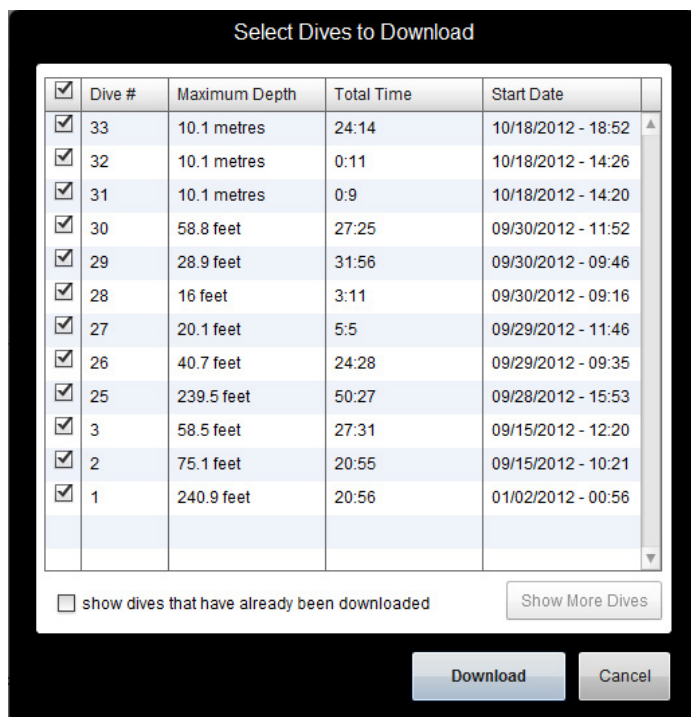 Select Dives to Download
Dive # Maximum Depth Total Time Start Date
33 10.1 metres 24:14 10/18/2012 - 18:52
32 10.1 metres 0:11 10/18/2012 - 14:26
31 10.1 metres 0:9 10/18/2012 - 14:20
30 58.8 feet 27:25 09/30/2012 - 11:52
29 28.9 feet 31:56 09/30/2012 - 09:46
28 16 feet 3:11 09/30/2012 - 09:16
27 20.1 feet 5:5 09/29/2012 - 11:46
26 40.7 feet 24:28 09/29/2012 - 09:35
25 239.5 feet 50:27 09/28/2012 - 15:53
3 58.5 feet 27:31 09/15/2012 - 12:20
2 75.1 feet 20:55 09/15/2012 - 10:21
1 240.9 feet 20:56 01/02/2012 - 00:56
show dives that have already been downloaded Show More Dives
Download Cancel